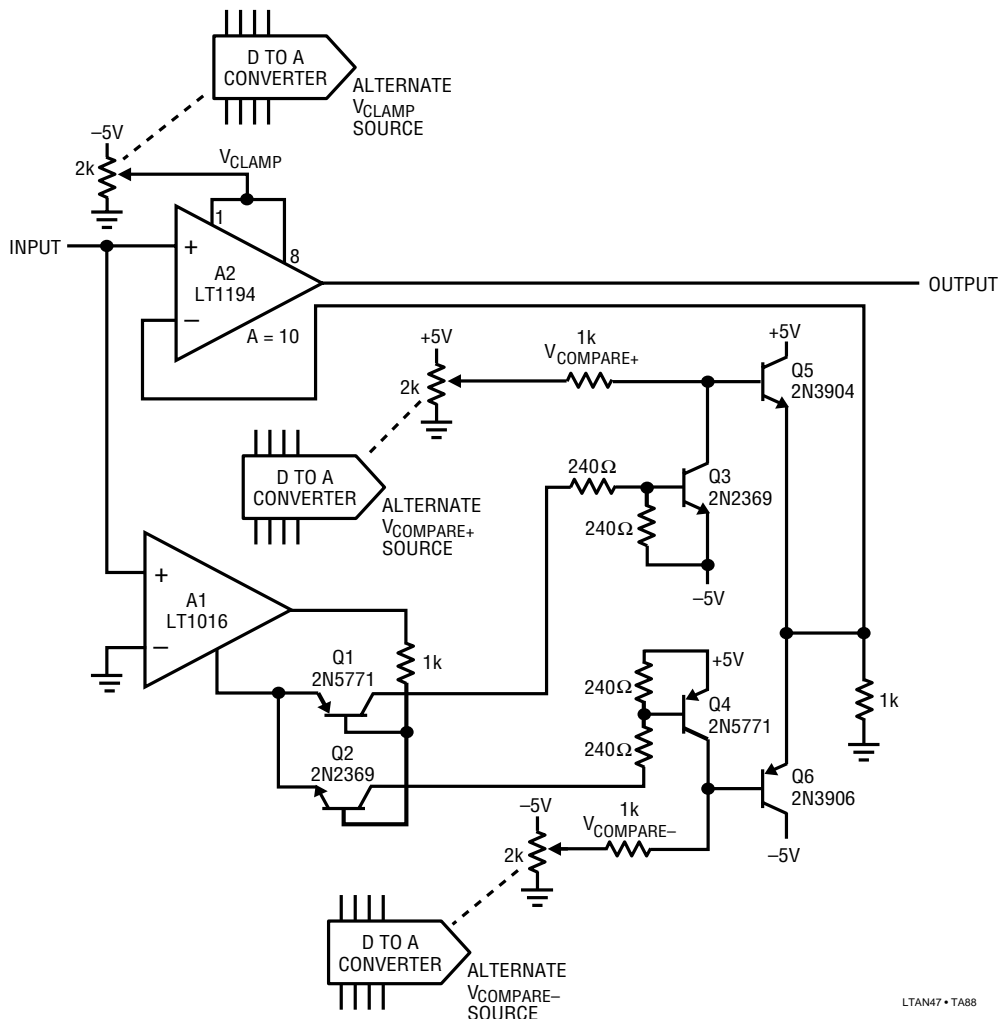 D TO A
CONVERTER
ALTERNATE
VCLAMP
SOURCE
–5V
2k
VCLAMP
1
8
INPUT
+
A2
LT1194
–
A = 10
OUTPUT
+5V
2k
1k
VCOMPARE+
+5V
Q5
2N3904
D TO A
CONVERTER
ALTERNATE
VCOMPARE+
SOURCE
240Ω
240Ω
Q3
2N2369
–5V
+
A1
LT1016
–
1k
Q1
2N5771
Q2
2N2369
+5V
240Ω
Q4
2N5771
240Ω
1k
Q6
2N3906
–5V
–5V
2k
1k
VCOMPARE–
D TO A
CONVERTER
ALTERNATE
VCOMPARE–
SOURCE
LTAN47 • TA88